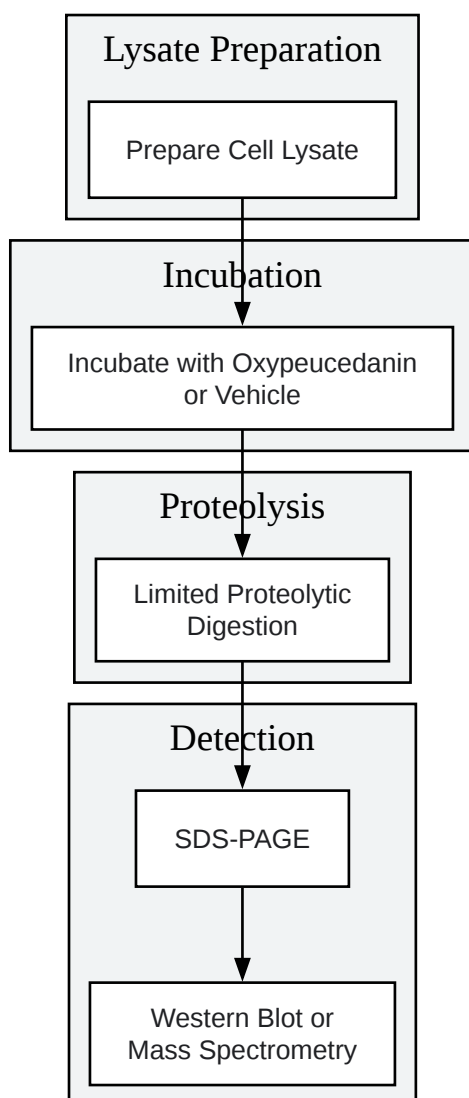 Lysate Preparation
Prepare Cell Lysate
Incubation
Incubate with Oxypeucedanin
or Vehicle
Proteolysis
Limited Proteolytic
Digestion
Detection
SDS-PAGE
Western Blot or
Mass Spectrometry